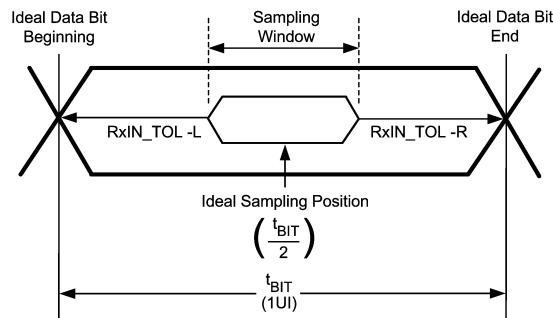 Ideal Data Bit
Beginning
Sampling
Window
Ideal Data Bit
End
RxIN_TOL -L
RxIN_TOL -R
Ideal Sampling Position
(tBIT/2)
tBIT
(1UI)